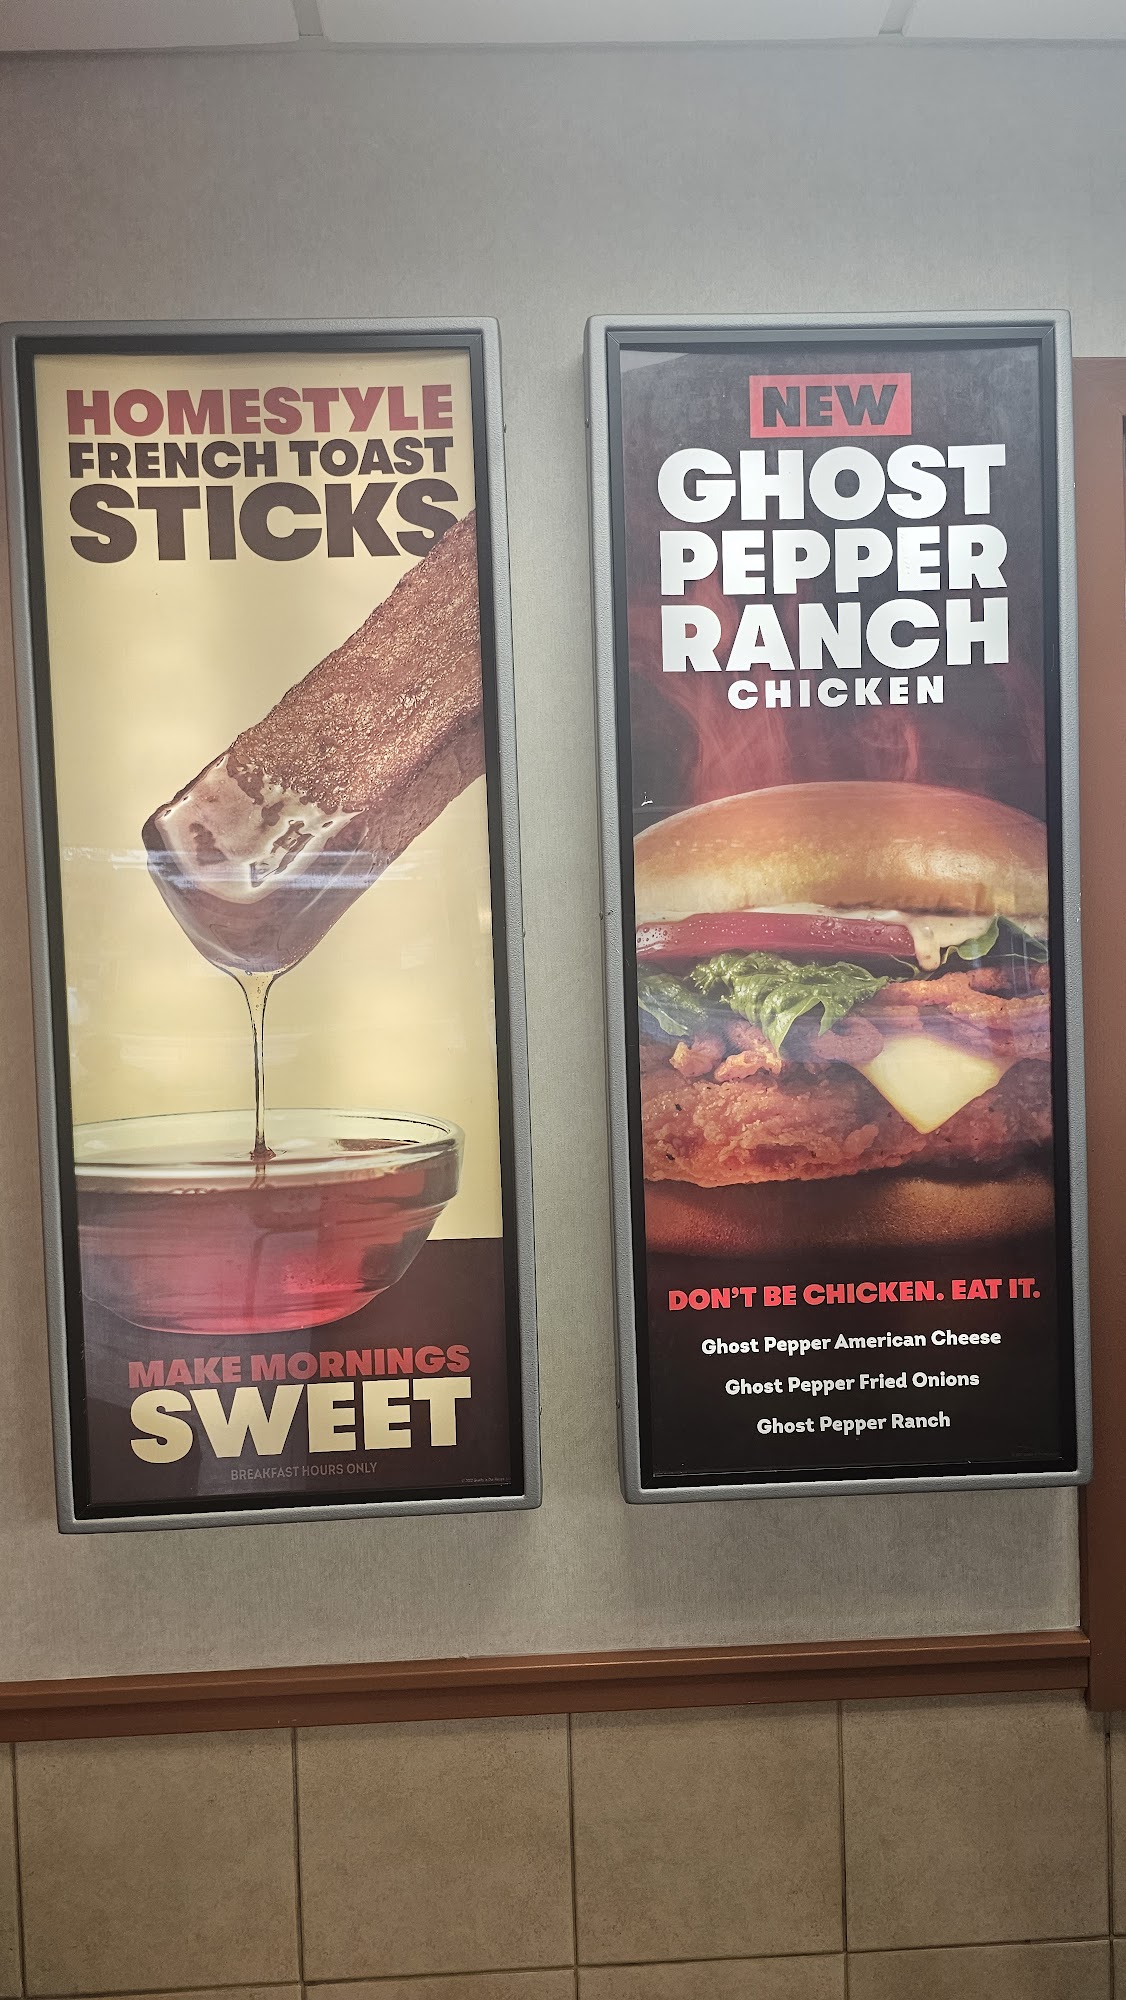 HOMESTYLE
FRENCH TOAST
STICKS
MAKE MORNINGS
SWEET
BREAKFAST HOURS ONLY
NEW
GHOST
PEPPER
RANCH
CHICKEN
DON'T BE CHICKEN. EAT IT.
Ghost Pepper American Cheese
Ghost Pepper Fried Onions
Ghost Pepper Ranch